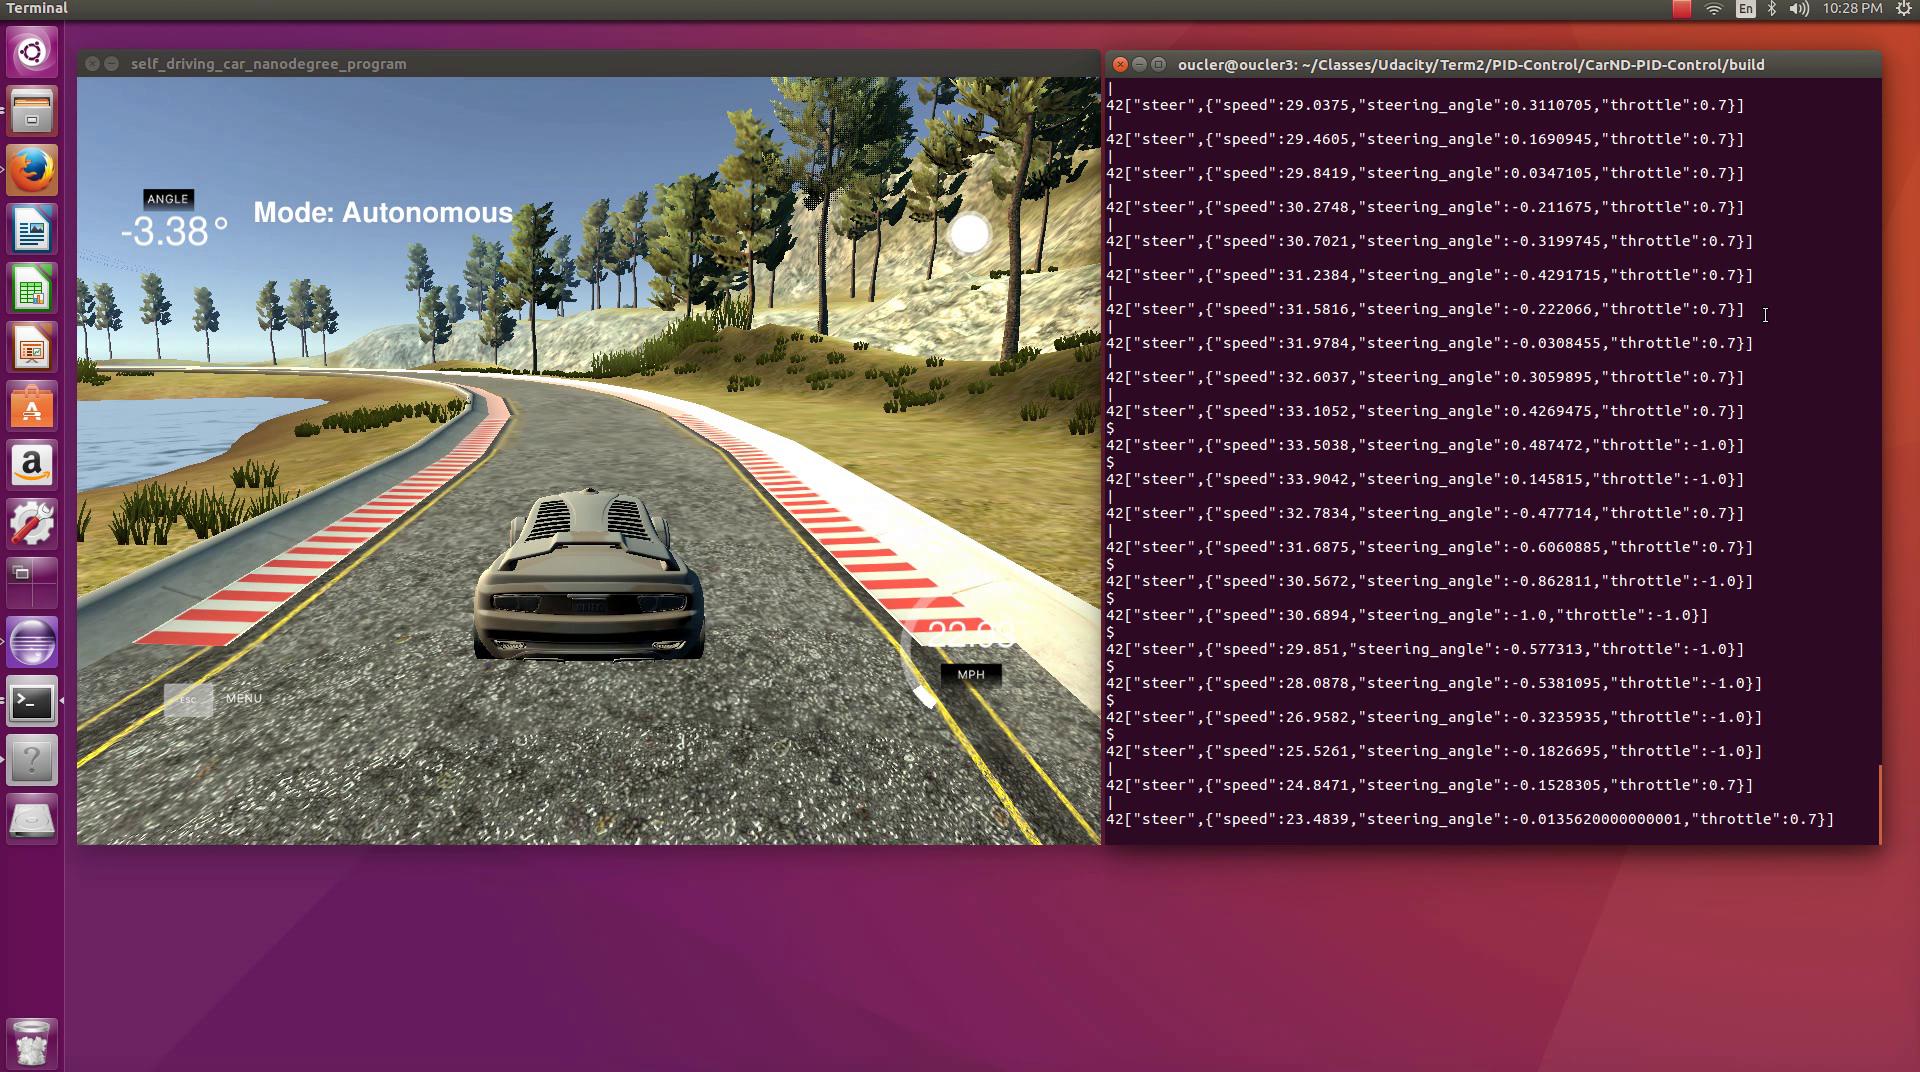 Terminal
En
10:28 PM
self_driving_car_nanodegree_program
ANGLE
-3.38°
Mode: Autonomous
MPH
ESC
MENU
oucler@oucler3: ~/Classes/Udacity/Term2/PID-Control/CarND-PID-Control/build
|
42["steer",{"speed":29.0375,"steering_angle":0.3110705,"throttle":0.7}]
|
42["steer",{"speed":29.4605,"steering_angle":0.1690945,"throttle":0.7}]
|
42["steer",{"speed":29.8419,"steering_angle":0.0347105,"throttle":0.7}]
|
42["steer",{"speed":30.2748,"steering_angle":-0.211675,"throttle":0.7}]
|
42["steer",{"speed":30.7021,"steering_angle":-0.3199745,"throttle":0.7}]
|
42["steer",{"speed":31.2384,"steering_angle":-0.4291715,"throttle":0.7}]
|
42["steer",{"speed":31.5816,"steering_angle":-0.222066,"throttle":0.7}]
|
42["steer",{"speed":31.9784,"steering_angle":-0.0308455,"throttle":0.7}]
|
42["steer",{"speed":32.6037,"steering_angle":0.3059895,"throttle":0.7}]
|
42["steer",{"speed":33.1052,"steering_angle":0.4269475,"throttle":0.7}]
$
42["steer",{"speed":33.5038,"steering_angle":0.487472,"throttle":-1.0}]
$
42["steer",{"speed":33.9042,"steering_angle":0.145815,"throttle":-1.0}]
|
42["steer",{"speed":32.7834,"steering_angle":-0.477714,"throttle":0.7}]
|
42["steer",{"speed":31.6875,"steering_angle":-0.6060885,"throttle":0.7}]
$
42["steer",{"speed":30.5672,"steering_angle":-0.862811,"throttle":-1.0}]
$
42["steer",{"speed":30.6894,"steering_angle":-1.0,"throttle":-1.0}]
$
42["steer",{"speed":29.851,"steering_angle":-0.577313,"throttle":-1.0}]
$
42["steer",{"speed":28.0878,"steering_angle":-0.5381095,"throttle":-1.0}]
$
42["steer",{"speed":26.9582,"steering_angle":-0.3235935,"throttle":-1.0}]
$
42["steer",{"speed":25.5261,"steering_angle":-0.1826695,"throttle":-1.0}]
|
42["steer",{"speed":24.8471,"steering_angle":-0.1528305,"throttle":0.7}]
|
42["steer",{"speed":23.4839,"steering_angle":-0.0135620000000001,"throttle":0.7}]